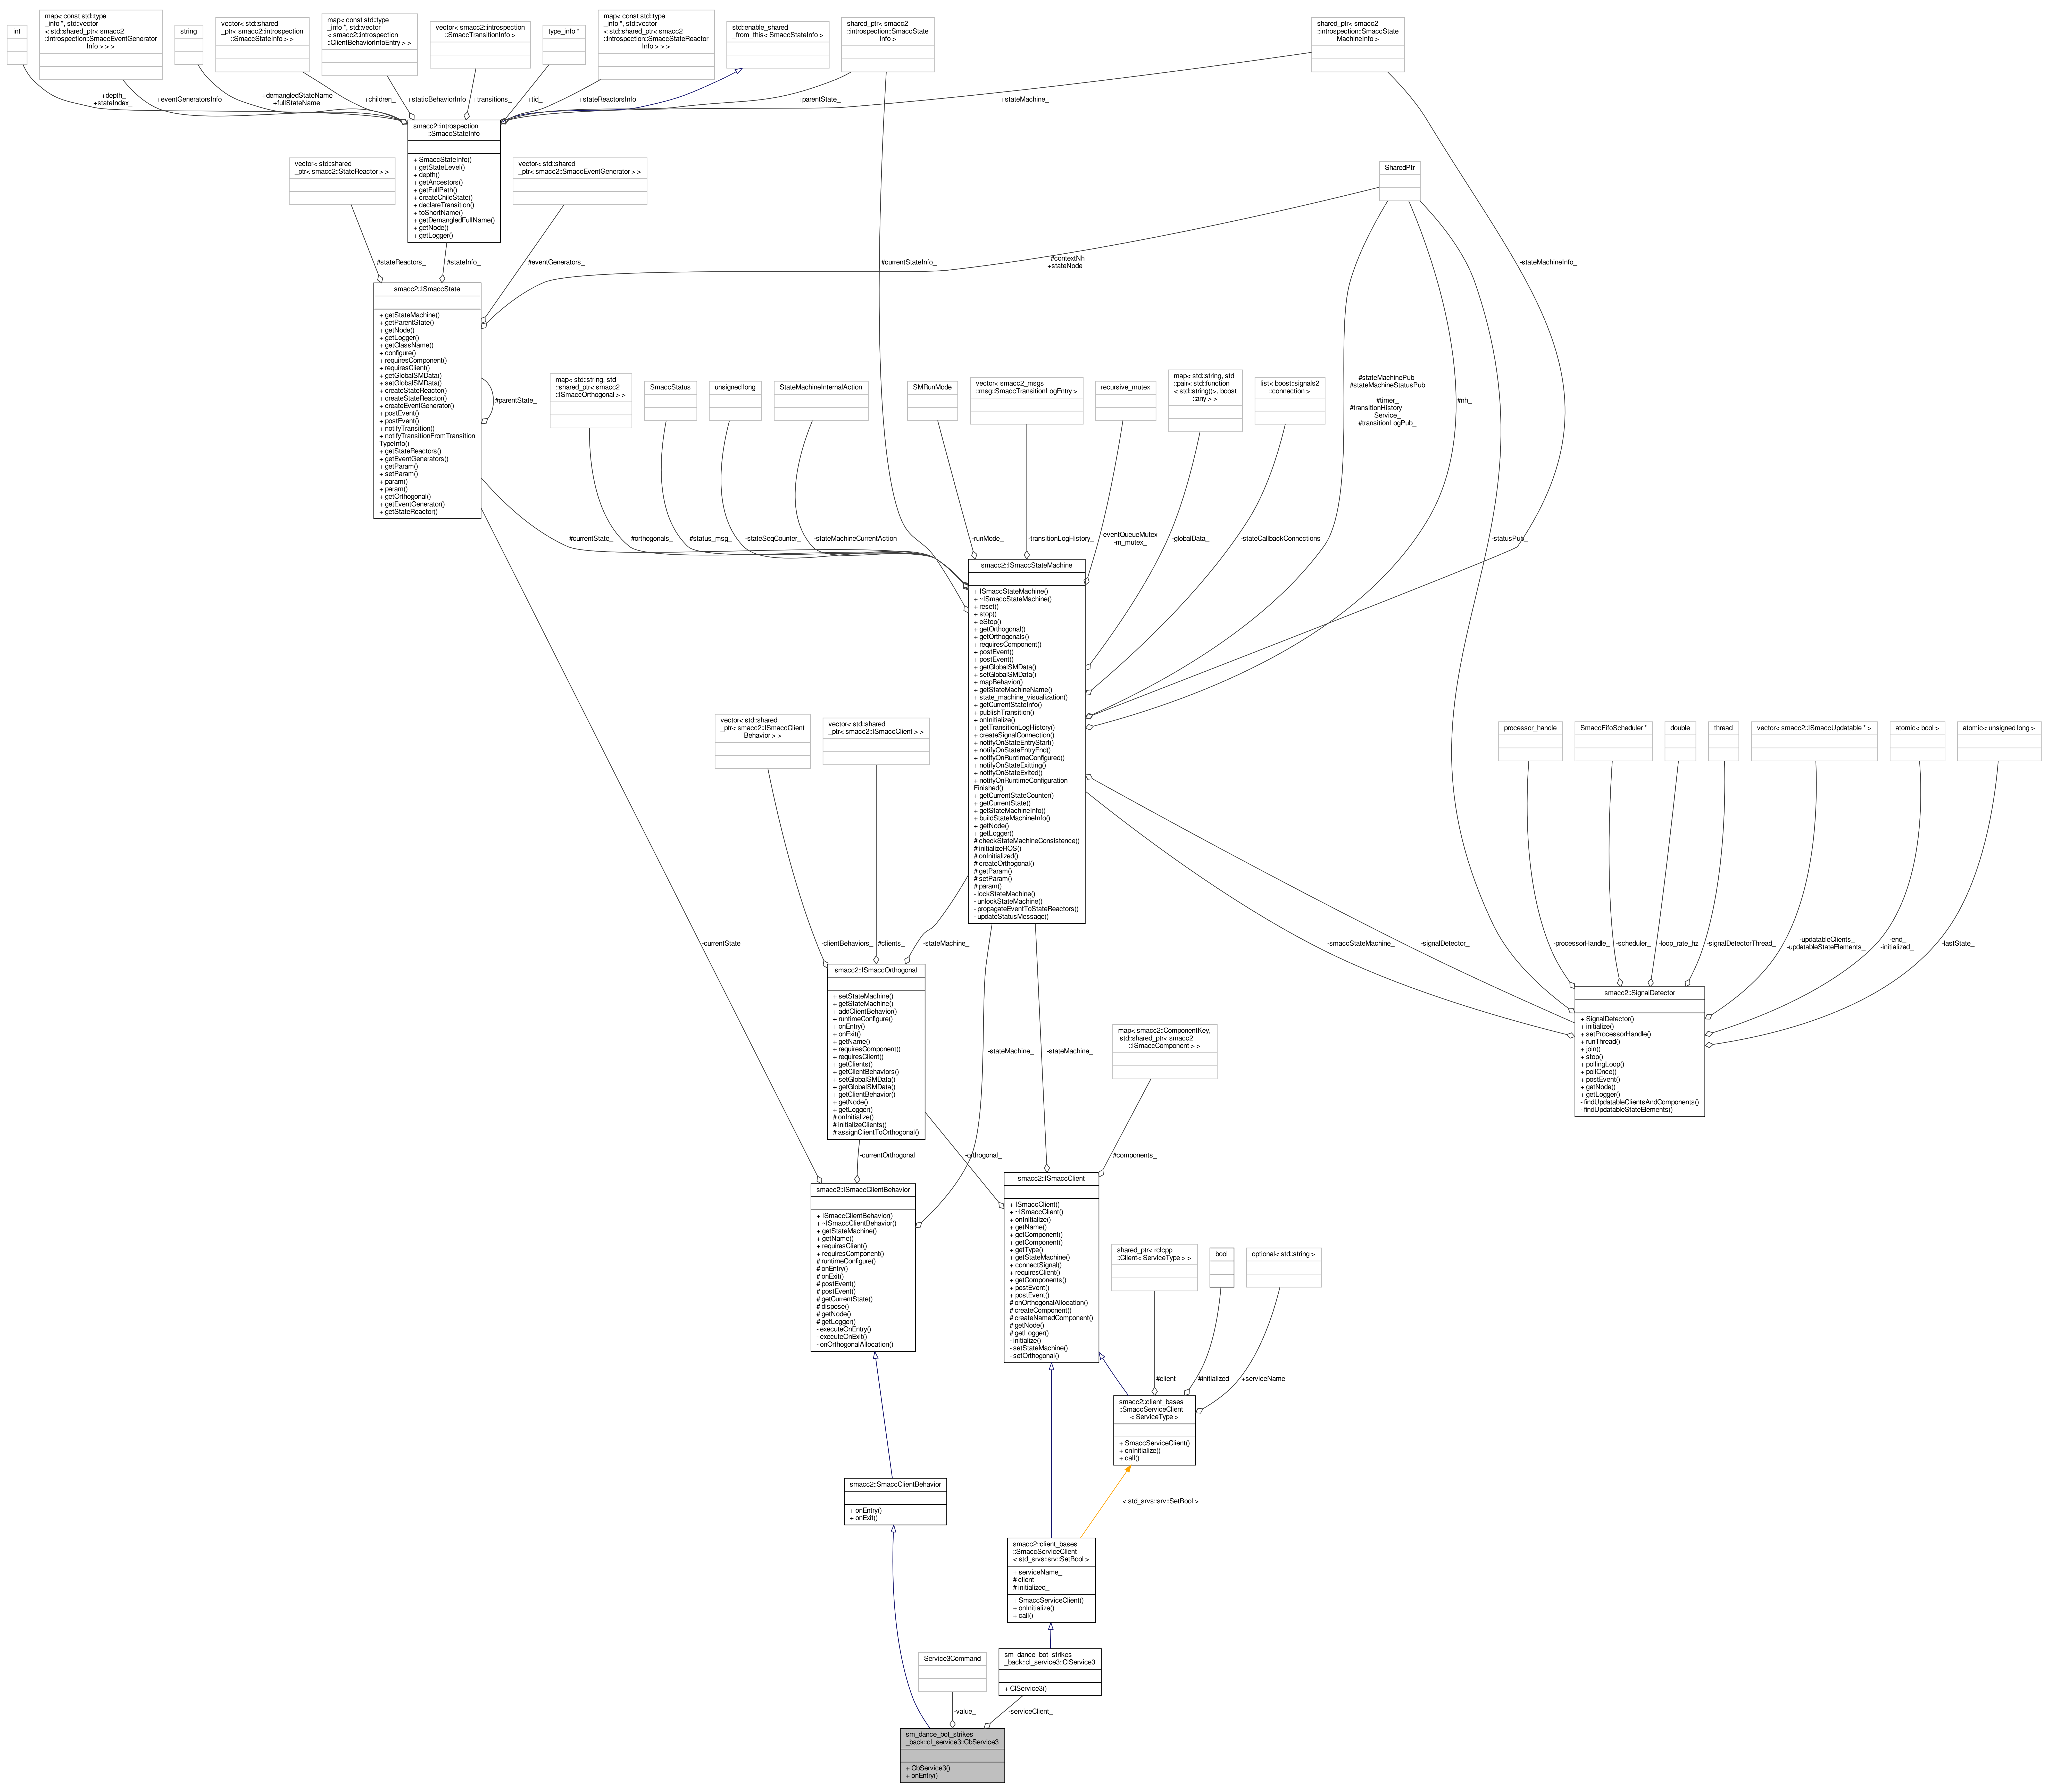 int
map< const std::type
_info *, std::vector
< std::shared_ptr< smacc2
::introspection::SmaccEventGenerator
Info > > >
string
vector< std::shared
_ptr< smacc2::introspection
::SmaccStateInfo > >
map< const std::type
_info *, std::vector
< smacc2::introspection
::ClientBehaviorInfoEntry > >
vector< smacc2::introspection
::SmaccTransitionInfo >
type_info *
map< const std::type
_info *, std::vector
< std::shared_ptr< smacc2
::introspection::SmaccStateReactor
Info > > >
std::enable_shared
_from_this< SmaccStateInfo >
shared_ptr< smacc2
::introspection::SmaccState
Info >
shared_ptr< smacc2
::introspection::SmaccState
MachineInfo >
+depth_
+stateIndex_
+eventGeneratorsInfo
+demangledStateName
+fullStateName
+children_
+staticBehaviorInfo
+transitions_
+tid_
+stateReactorsInfo
+parentState_
+stateMachine_
smacc2::introspection
::SmaccStateInfo
+ SmaccStateInfo()
+ getStateLevel()
+ depth()
+ getAncestors()
+ getFullPath()
+ createChildState()
+ declareTransition()
+ toShortName()
+ getDemangledFullName()
+ getNode()
+ getLogger()
vector< std::shared
_ptr< smacc2::StateReactor > >
vector< std::shared
_ptr< smacc2::SmaccEventGenerator > >
SharedPtr
#stateReactors_
#stateInfo_
#eventGenerators_
#currentStateInfo_
#contextNh
+stateNode_
-stateMachineInfo_
smacc2::ISmaccState
+ getStateMachine()
+ getParentState()
+ getNode()
+ getLogger()
+ getClassName()
+ configure()
+ requiresComponent()
+ requiresClient()
+ getGlobalSMData()
+ setGlobalSMData()
+ createStateReactor()
+ createStateReactor()
+ createEventGenerator()
+ postEvent()
+ postEvent()
+ notifyTransition()
+ notifyTransitionFromTransition
TypeInfo()
+ getStateReactors()
+ getEventGenerators()
+ getParam()
+ setParam()
+ param()
+ param()
+ getOrthogonal()
+ getEventGenerator()
+ getStateReactor()
#parentState_
map< std::string, std
::shared_ptr< smacc2
::ISmaccOrthogonal > >
SmaccStatus
unsigned long
StateMachineInternalAction
SMRunMode
vector< smacc2_msgs
::msg::SmaccTransitionLogEntry >
recursive_mutex
map< std::string, std
::pair< std::function
< std::string()>, boost
::any > >
list< boost::signals2
::connection >
#stateMachinePub_
#stateMachineStatusPub
_
#timer_
#transitionHistory
Service_
#transitionLogPub_
#nh_
#currentState_
#orthogonals_
#status_msg_
-stateSeqCounter_
-stateMachineCurrentAction
-runMode_
-transitionLogHistory_
-eventQueueMutex_
-m_mutex_
-globalData_
-stateCallbackConnections
-statusPub_
smacc2::ISmaccStateMachine
+ ISmaccStateMachine()
+ ~ISmaccStateMachine()
+ reset()
+ stop()
+ eStop()
+ getOrthogonal()
+ getOrthogonals()
+ requiresComponent()
+ postEvent()
+ postEvent()
+ getGlobalSMData()
+ setGlobalSMData()
+ mapBehavior()
+ getStateMachineName()
+ state_machine_visualization()
+ getCurrentStateInfo()
+ publishTransition()
+ onInitialize()
+ getTransitionLogHistory()
+ createSignalConnection()
+ notifyOnStateEntryStart()
+ notifyOnStateEntryEnd()
+ notifyOnRuntimeConfigured()
+ notifyOnStateExitting()
+ notifyOnStateExited()
+ notifyOnRuntimeConfiguration
Finished()
+ getCurrentStateCounter()
+ getCurrentState()
+ getStateMachineInfo()
+ buildStateMachineInfo()
+ getNode()
+ getLogger()
# checkStateMachineConsistence()
# initializeROS()
# onInitialized()
# createOrthogonal()
# getParam()
# setParam()
# param()
- lockStateMachine()
- unlockStateMachine()
- propagateEventToStateReactors()
- updateStatusMessage()
vector< std::shared
_ptr< smacc2::ISmaccClient
Behavior > >
vector< std::shared
_ptr< smacc2::ISmaccClient > >
processor_handle
SmaccFifoScheduler *
double
thread
vector< smacc2::ISmaccUpdatable * >
atomic< bool >
atomic< unsigned long >
-currentState
-clientBehaviors_
#clients_
-stateMachine_
-smaccStateMachine_
-signalDetector_
-processorHandle_
-scheduler_
-loop_rate_hz
-signalDetectorThread_
-updatableClients_
-updatableStateElements_
-end_
-initialized_
-lastState_
smacc2::ISmaccOrthogonal
+ setStateMachine()
+ getStateMachine()
+ addClientBehavior()
+ runtimeConfigure()
+ onEntry()
+ onExit()
+ getName()
+ requiresComponent()
+ requiresClient()
+ getClients()
+ getClientBehaviors()
+ setGlobalSMData()
+ getGlobalSMData()
+ getClientBehavior()
+ getNode()
+ getLogger()
# onInitialize()
# initializeClients()
# assignClientToOrthogonal()
smacc2::SignalDetector
+ SignalDetector()
+ initialize()
+ setProcessorHandle()
+ runThread()
+ join()
+ stop()
+ pollingLoop()
+ pollOnce()
+ postEvent()
+ getNode()
+ getLogger()
- findUpdatableClientsAndComponents()
- findUpdatableStateElements()
map< smacc2::ComponentKey,
std::shared_ptr< smacc2
::ISmaccComponent > >
-stateMachine_
-stateMachine_
-currentOrthogonal
-orthogonal_
#components_
smacc2::ISmaccClientBehavior
+ ISmaccClientBehavior()
+ ~ISmaccClientBehavior()
+ getStateMachine()
+ getName()
+ requiresClient()
+ requiresComponent()
# runtimeConfigure()
# onEntry()
# onExit()
# postEvent()
# postEvent()
# getCurrentState()
# dispose()
# getNode()
# getLogger()
- executeOnEntry()
- executeOnExit()
- onOrthogonalAllocation()
smacc2::ISmaccClient
+ ISmaccClient()
+ ~ISmaccClient()
+ onInitialize()
+ getName()
+ getComponent()
+ getComponent()
+ getType()
+ getStateMachine()
+ connectSignal()
+ requiresClient()
+ getComponents()
+ postEvent()
+ postEvent()
# onOrthogonalAllocation()
# createComponent()
# createNamedComponent()
# getNode()
# getLogger()
- initialize()
- setStateMachine()
- setOrthogonal()
shared_ptr< rclcpp
::Client< ServiceType > >
bool
optional< std::string >
#client_
#initialized_
+serviceName_
smacc2::client_bases
::SmaccServiceClient
< ServiceType >
+ SmaccServiceClient()
+ onInitialize()
+ call()
smacc2::SmaccClientBehavior
+ onEntry()
+ onExit()
< std_srvs::srv::SetBool >
smacc2::client_bases
::SmaccServiceClient
< std_srvs::srv::SetBool >
+ serviceName_
# client_
# initialized_
+ SmaccServiceClient()
+ onInitialize()
+ call()
Service3Command
sm_dance_bot_strikes
_back::cl_service3::ClService3
+ ClService3()
-value_
-serviceClient_
sm_dance_bot_strikes
_back::cl_service3::CbService3
+ CbService3()
+ onEntry()